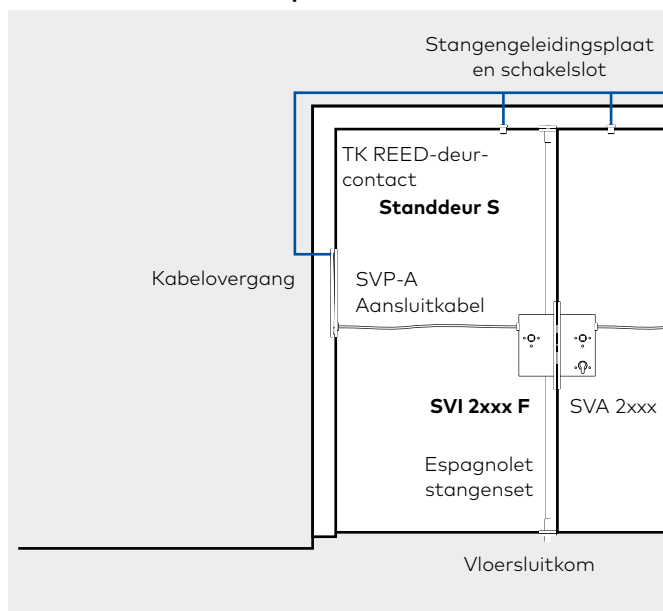 Stangengeleidingsplaat
en schakelslot
TK REED-deur-
contact
Standdeur S
Kabelovergang
SVP-A
Aansluitkabel
SVI 2xxx F
SVA 2xxx
Espagnolet
stangenset
Vloersluitkom